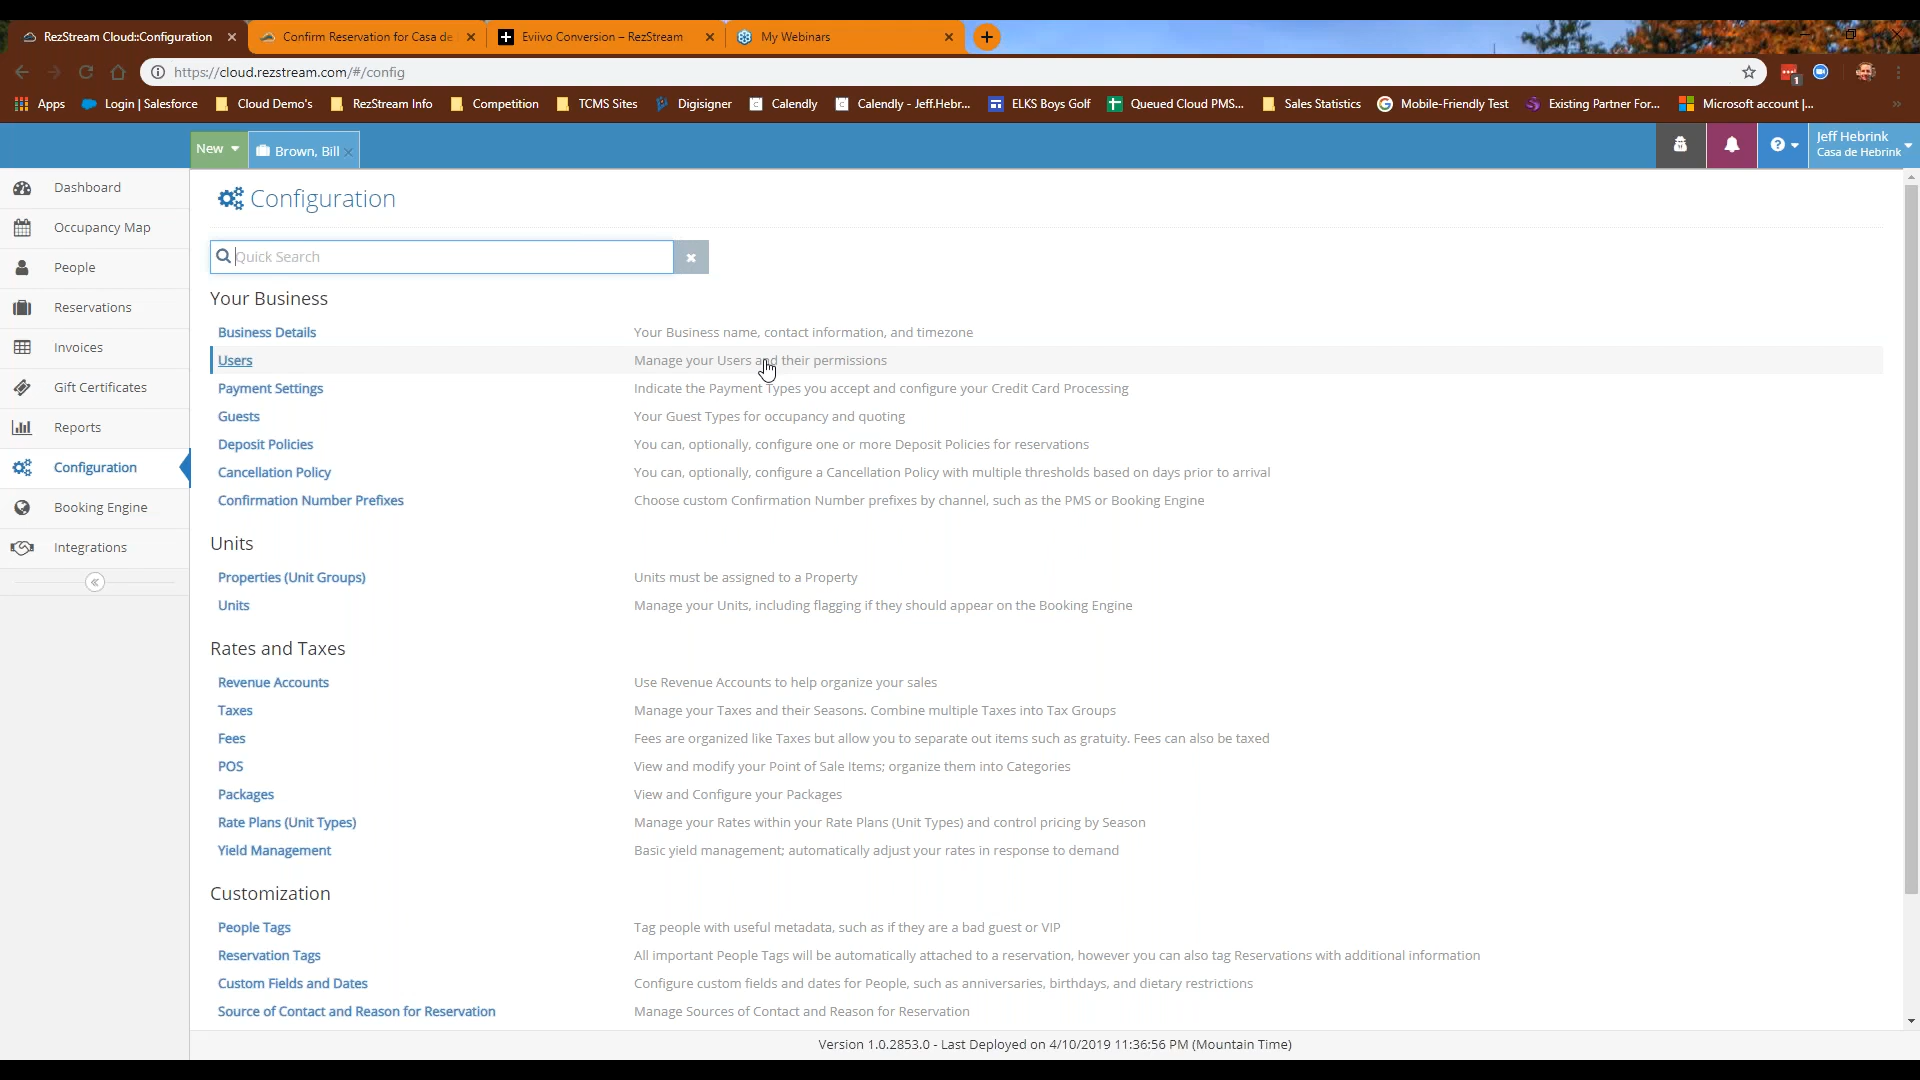 RezStream Cloud::Configuration
Confirm Reservation for Casa de
Eviivo Conversion – RezStream
My Webinars
https://cloud.rezstream.com/#/config
1
Apps
Login | Salesforce
Cloud Demo's
RezStream Info
Competition
TCMS Sites
Digisigner
Calendly
Calendly - Jeff.Hebr...
ELKS Boys Golf
Queued Cloud PMS...
Sales Statistics
Mobile-Friendly Test
Existing Partner For...
Microsoft account |...
New
Brown, Bill
Jeff Hebrink
Casa de Hebrink
Dashboard
Occupancy Map
People
Reservations
Invoices
Gift Certificates
Reports
Configuration
Booking Engine
Integrations
Configuration
Quick Search
Your Business
Business Details Your Business name, contact information, and timezone
Users Manage your Users and their permissions
Payment Settings Indicate the Payment Types you accept and configure your Credit Card Processing
Guests Your Guest Types for occupancy and quoting
Deposit Policies You can, optionally, configure one or more Deposit Policies for reservations
Cancellation Policy You can, optionally, configure a Cancellation Policy with multiple thresholds based on days prior to arrival
Confirmation Number Prefixes Choose custom Confirmation Number prefixes by channel, such as the PMS or Booking Engine
Units
Properties (Unit Groups) Units must be assigned to a Property
Units Manage your Units, including flagging if they should appear on the Booking Engine
Rates and Taxes
Revenue Accounts Use Revenue Accounts to help organize your sales
Taxes Manage your Taxes and their Seasons. Combine multiple Taxes into Tax Groups
Fees Fees are organized like Taxes but allow you to separate out items such as gratuity. Fees can also be taxed
POS View and modify your Point of Sale Items; organize them into Categories
Packages View and Configure your Packages
Rate Plans (Unit Types) Manage your Rates within your Rate Plans (Unit Types) and control pricing by Season
Yield Management Basic yield management; automatically adjust your rates in response to demand
Customization
People Tags Tag people with useful metadata, such as if they are a bad guest or VIP
Reservation Tags All important People Tags will be automatically attached to a reservation, however you can also tag Reservations with additional information
Custom Fields and Dates Configure custom fields and dates for People, such as anniversaries, birthdays, and dietary restrictions
Source of Contact and Reason for Reservation Manage Sources of Contact and Reason for Reservation
Version 1.0.2853.0 - Last Deployed on 4/10/2019 11:36:56 PM (Mountain Time)